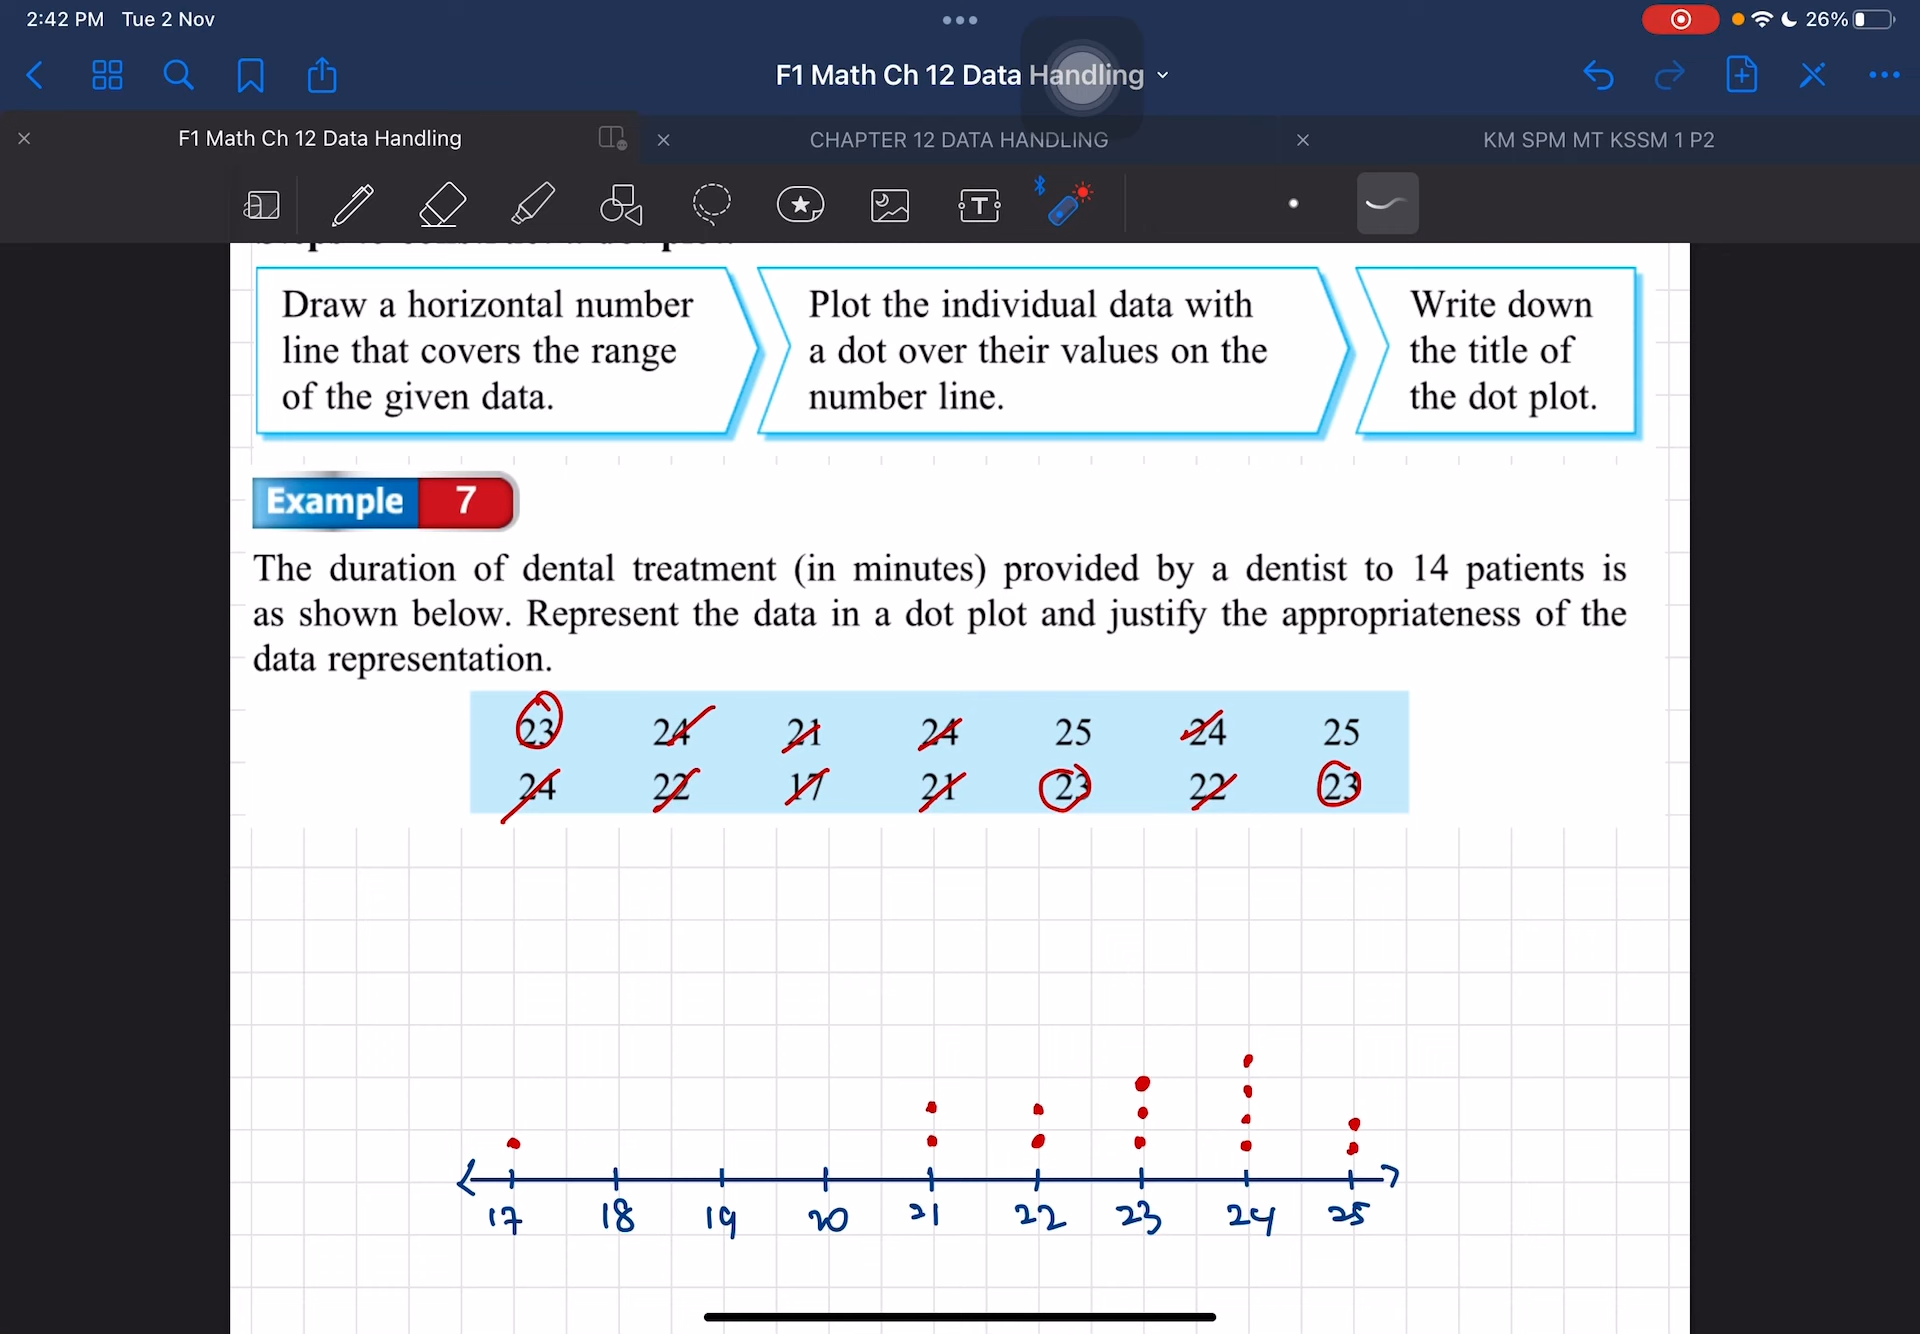 2:42 PM Tue 2 Nov
26%
F1 Math Ch 12 Data Handling
F1 Math Ch 12 Data Handling
CHAPTER 12 DATA HANDLING
KM SPM MT KSSM 1 P2
Draw a horizontal number
line that covers the range
of the given data.
Plot the individual data with
a dot over their values on the
number line.
Write down
the title of
the dot plot.
Example 7
The duration of dental treatment (in minutes) provided by a dentist to 14 patients is
as shown below. Represent the data in a dot plot and justify the appropriateness of the
data representation.
23 24 21 24 25 24 25
24 22 17 21 23 22 23
17 18 19 20 21 22 23 24 25